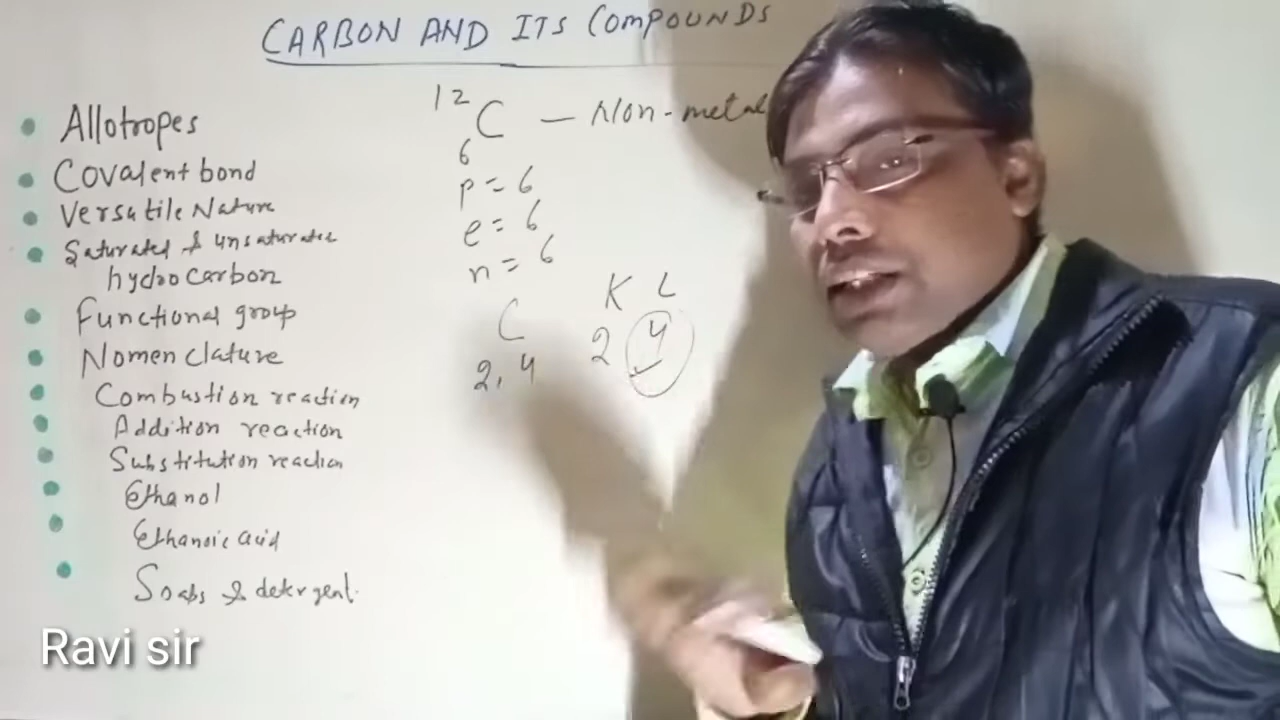 CARBON AND ITS COMPOUNDS
Allotropes
Covalent bond
Versatile Nature
Saturated & unsaturated
hydrocarbon
Functional group
Nomenclature
Combustion reaction
Addition reaction
Substitution reaction
Ethanol
Ethanoic acid
Soaps & detergent.
12
C — Non-metal
6
p = 6
e = 6
n = 6
C
2, 4
K L
2 4
Ravi sir